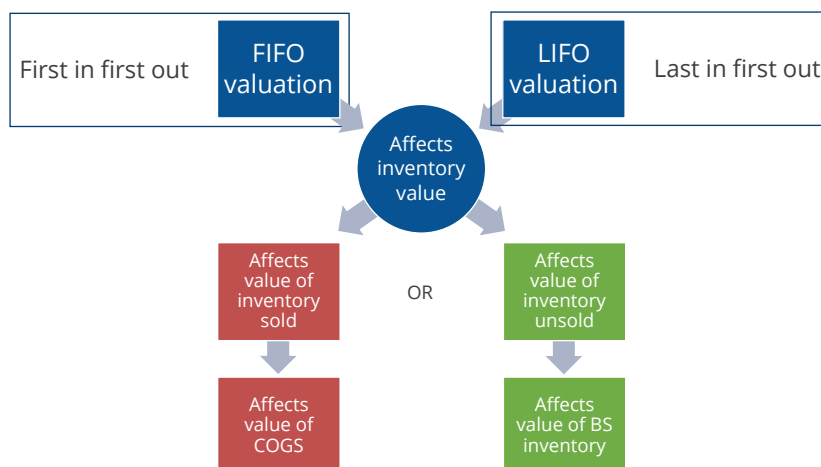 First in first out
FIFO
valuation
LIFO
valuation
Last in first out
Affects
inventory
value
Affects
value of
inventory
sold
OR
Affects
value of
inventory
unsold
Affects
value of
COGS
Affects
value of BS
inventory